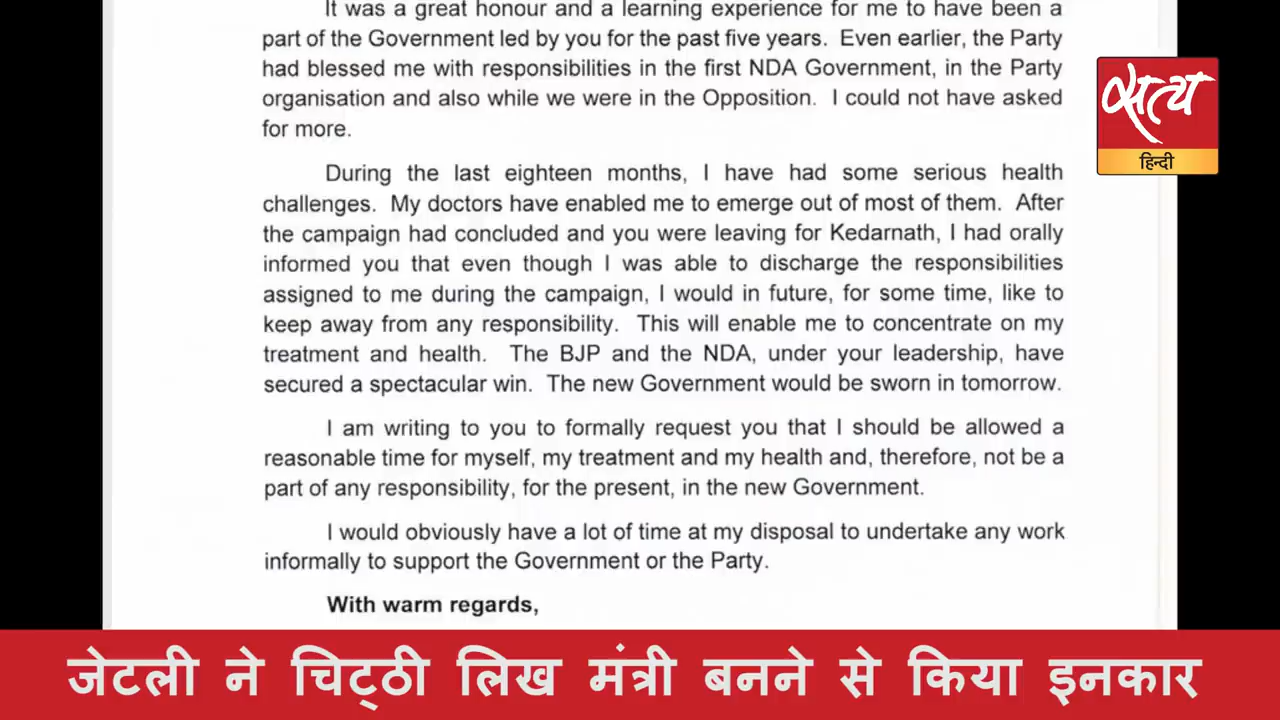 It was a great honour and a learning experience for me to have been a
part of the Government led by you for the past five years. Even earlier, the Party
had blessed me with responsibilities in the first NDA Government, in the Party
organisation and also while we were in the Opposition. I could not have asked
for more.
During the last eighteen months, I have had some serious health
challenges. My doctors have enabled me to emerge out of most of them. After
the campaign had concluded and you were leaving for Kedarnath, I had orally
informed you that even though I was able to discharge the responsibilities
assigned to me during the campaign, I would in future, for some time, like to
keep away from any responsibility. This will enable me to concentrate on my
treatment and health. The BJP and the NDA, under your leadership, have
secured a spectacular win. The new Government would be sworn in tomorrow.
I am writing to you to formally request you that I should be allowed a
reasonable time for myself, my treatment and my health and, therefore, not be a
part of any responsibility, for the present, in the new Government.
I would obviously have a lot of time at my disposal to undertake any work
informally to support the Government or the Party.
With warm regards,
सत्य
हिन्दी
जेटली ने चिट्ठी लिख मंत्री बनने से किया इनकार